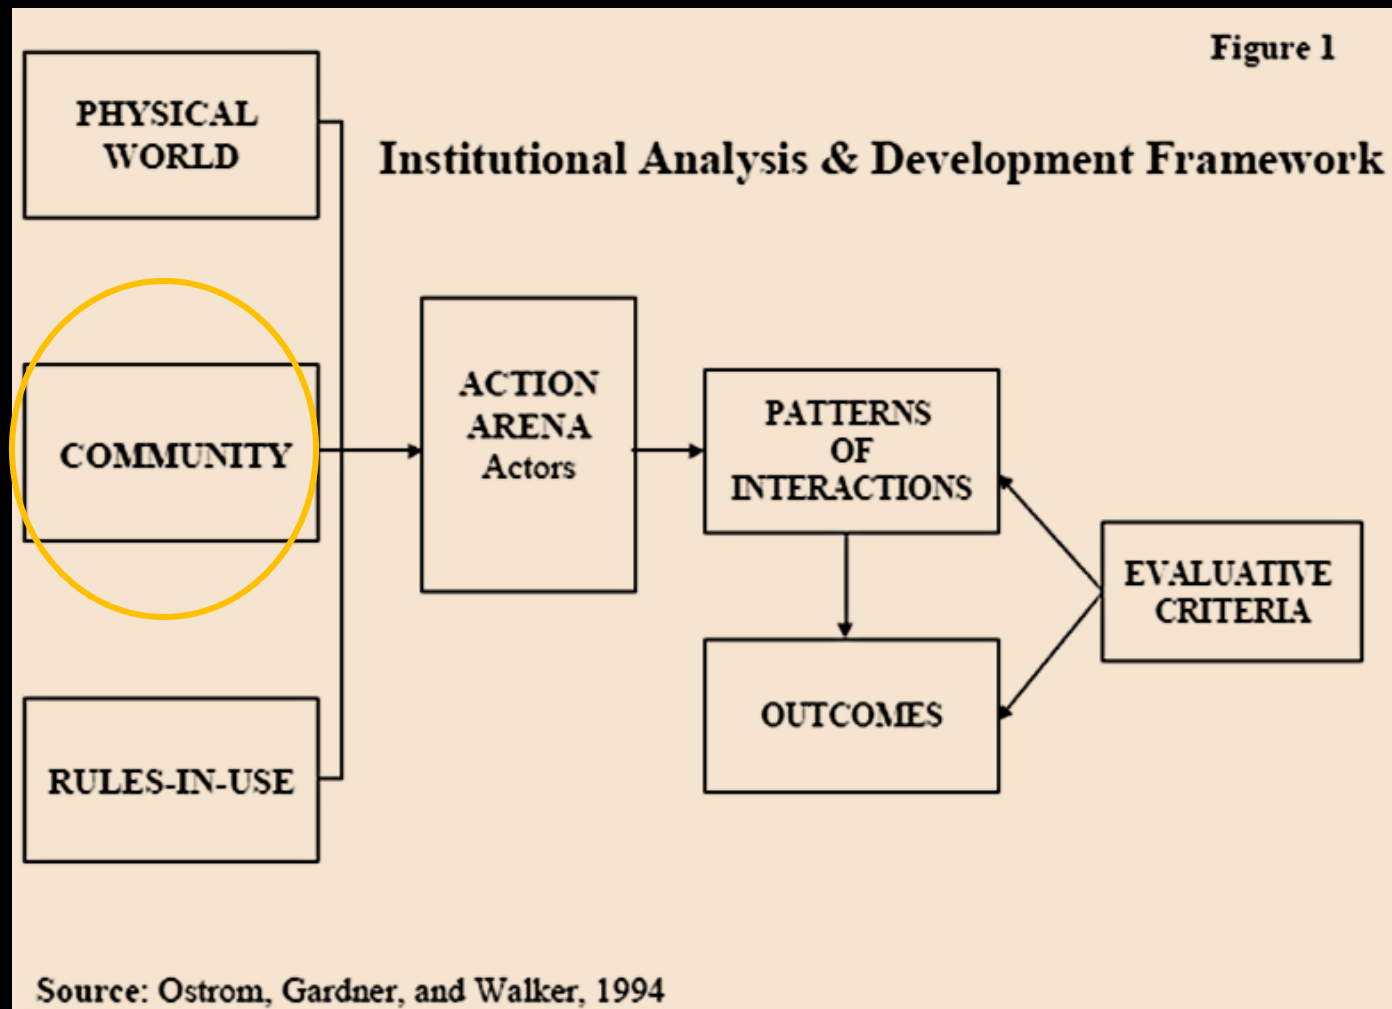 Figure 1
PHYSICAL
WORLD
Institutional Analysis & Development Framework
COMMUNITY
ACTION
ARENA
Actors
PATTERNS
OF
INTERACTIONS
EVALUATIVE
CRITERIA
OUTCOMES
RULES-IN-USE
Source: Ostrom, Gardner, and Walker, 1994